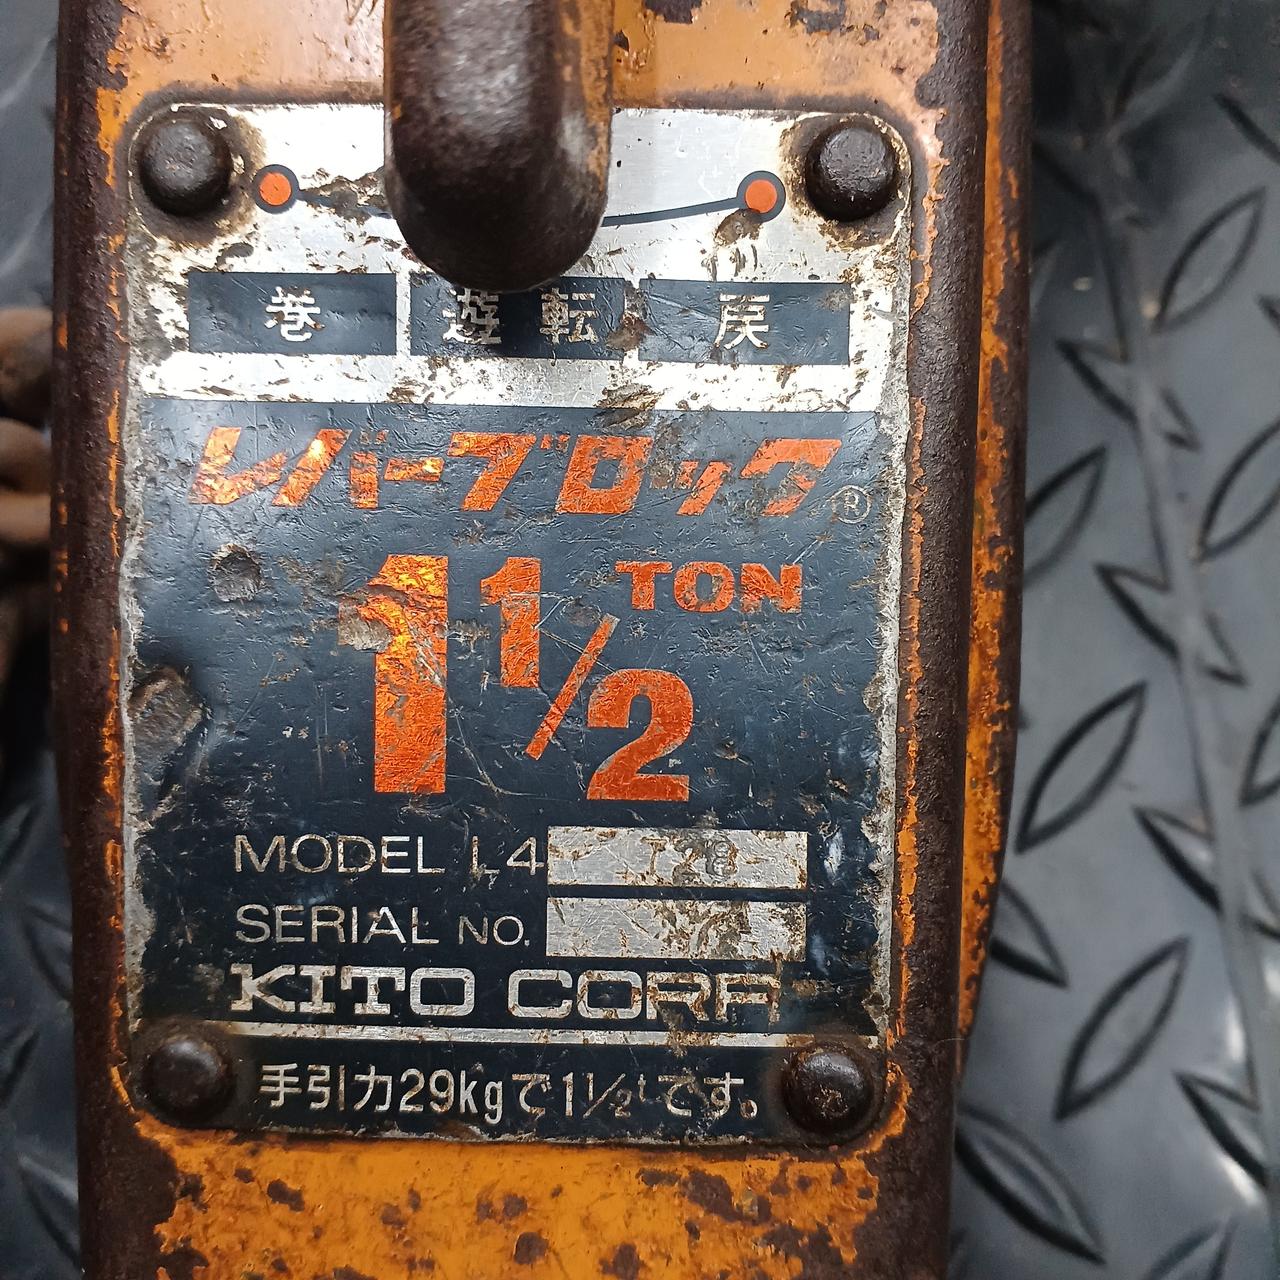 巻 遊転 戻
レバーブロック®
1 1/2 TON
MODEL L4 T28
SERIAL NO.
KITO CORP
手引力29kgで1 1/2tです。